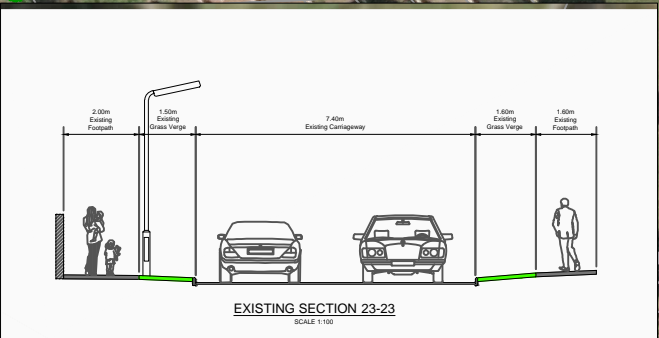 2.00m
Existing
Footpath
1.50m
Existing
Grass Verge
7.40m
Existing Carriageway
1.60m
Existing
Grass Verge
1.60m
Existing
Footpath
EXISTING SECTION 23-23
SCALE 1:100